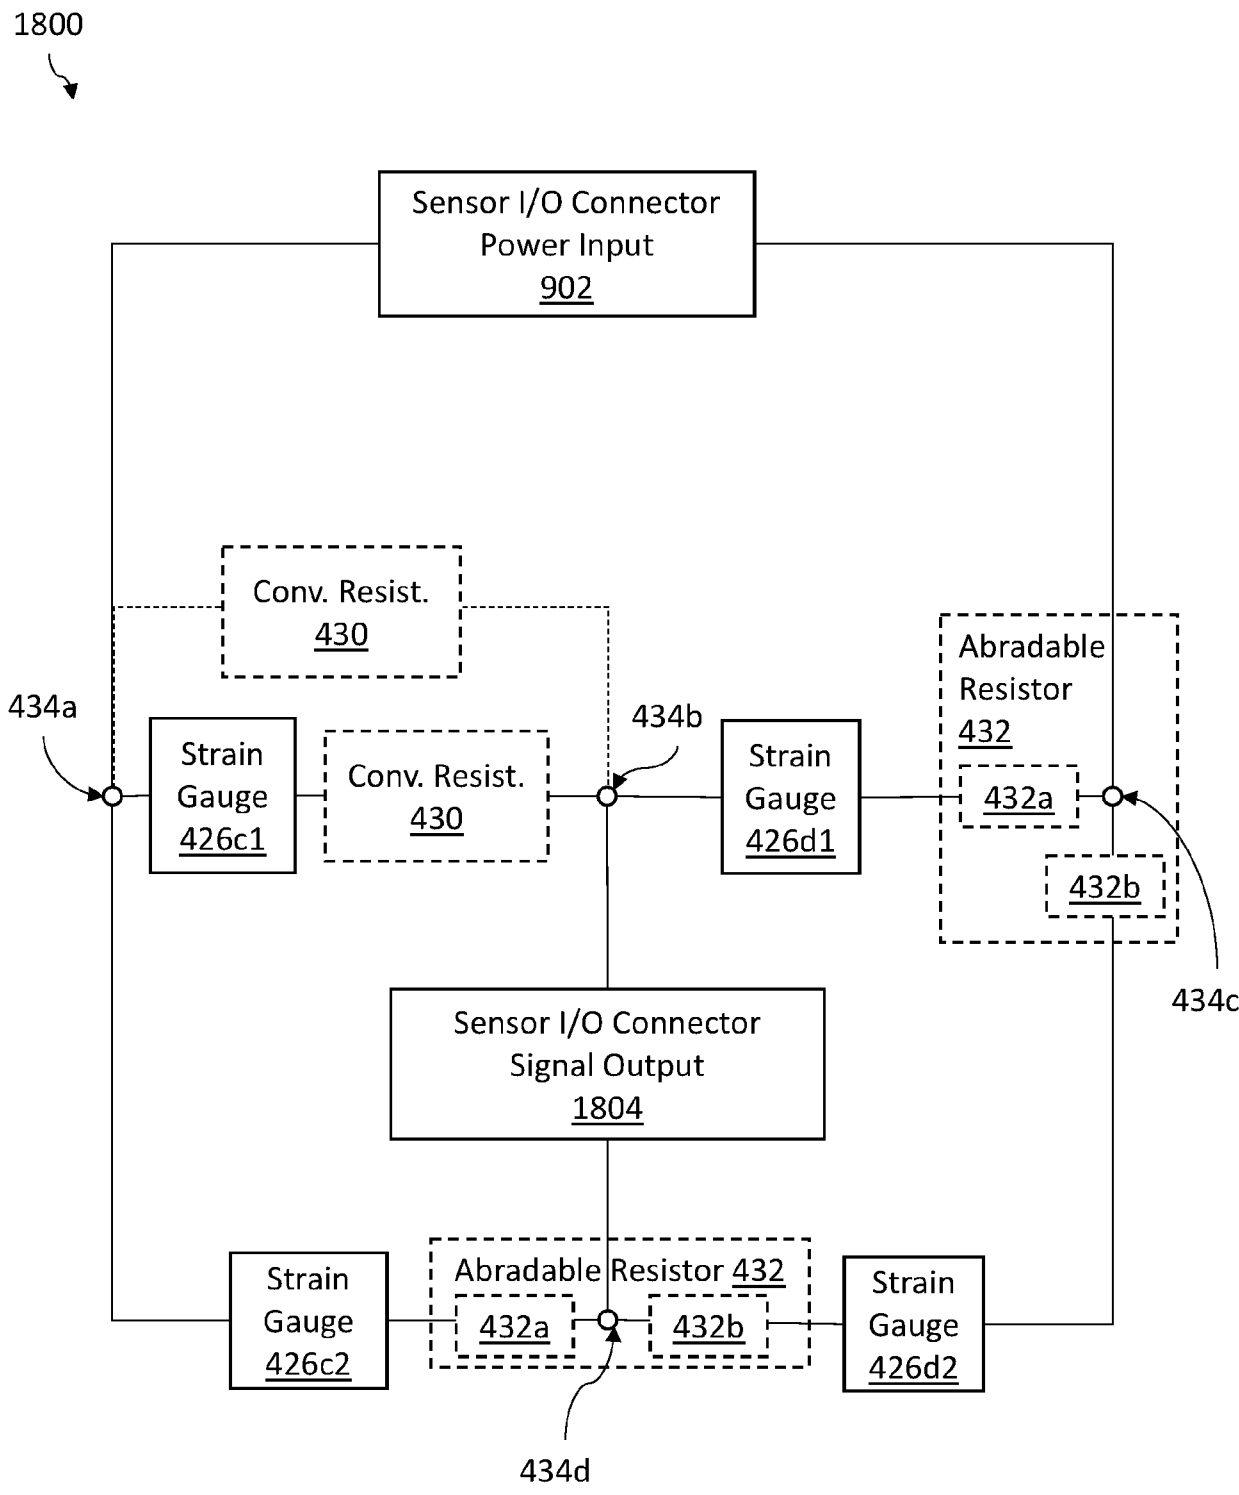 1800
Sensor I/O Connector
Power Input
902
Conv. Resist.
430
Abradable
Resistor
432
434a
434b
Strain
Gauge
426c1
Conv. Resist.
430
Strain
Gauge
426d1
432a
432b
434c
Sensor I/O Connector
Signal Output
1804
Strain
Gauge
426c2
Abradable Resistor 432
432a
432b
Strain
Gauge
426d2
434d